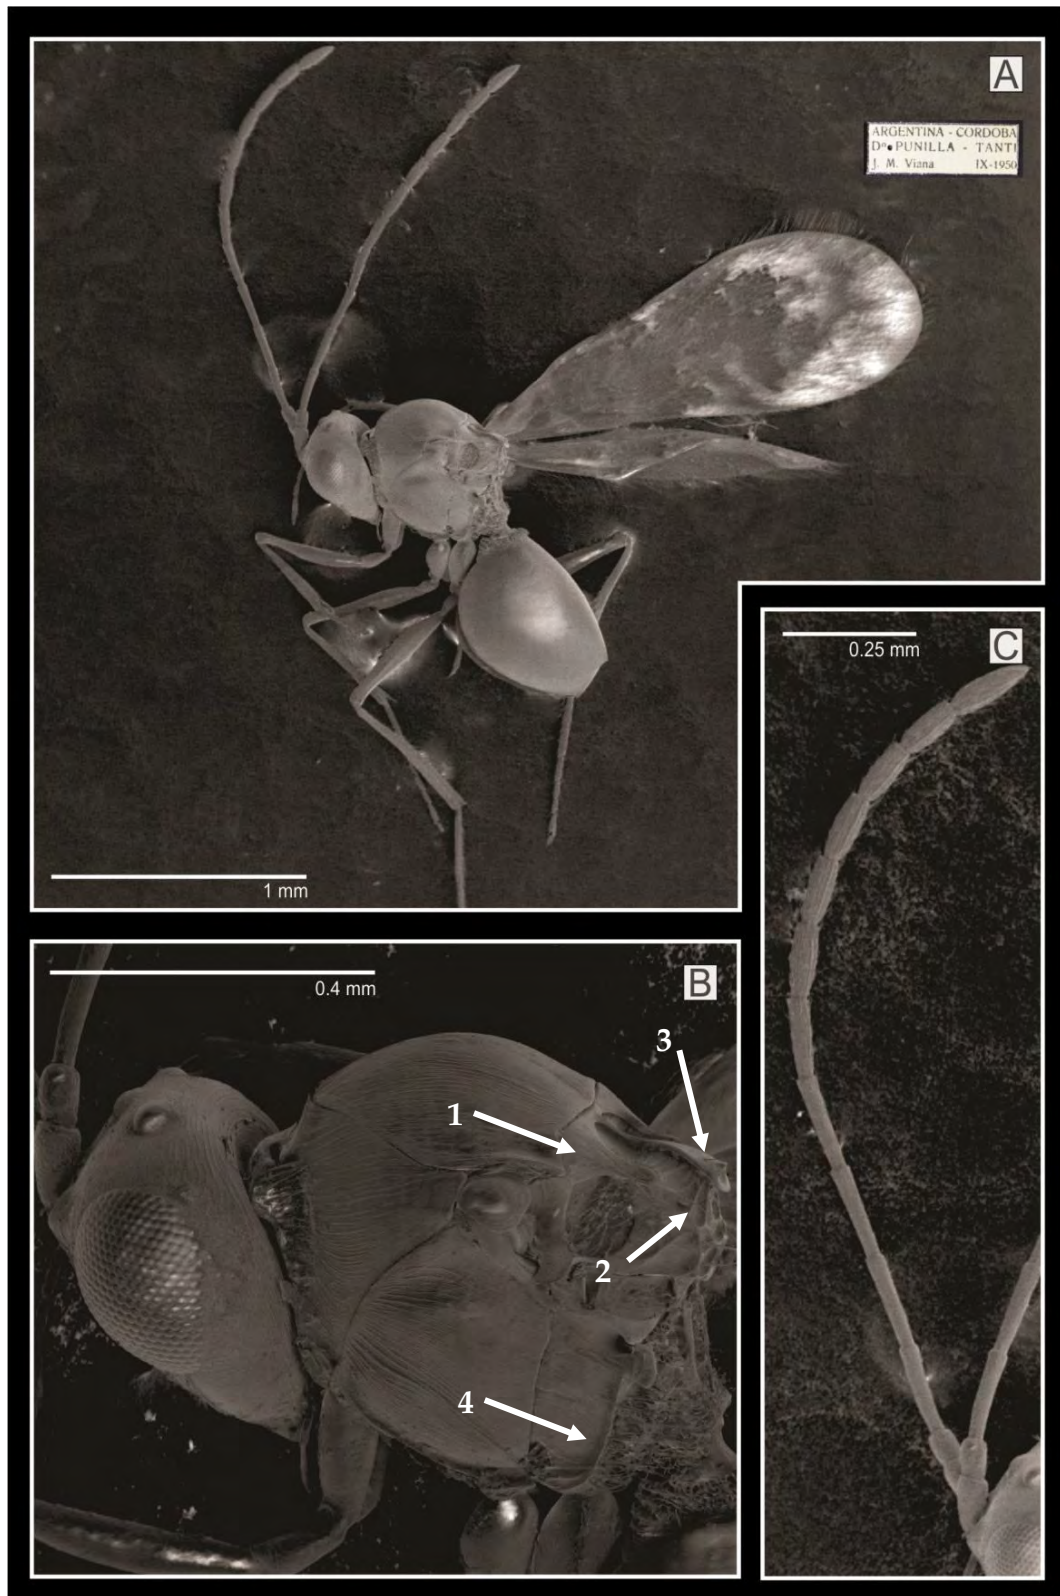 A
ARGENTINA - CORDOBA
Dº PUNILLA - TANTI
J. M. Viana IX-1950
1 mm
C
0.25 mm
B
0.4 mm
3
1
2
4